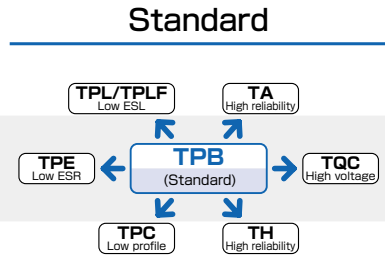 Standard
TPL/TPLF
Low ESL
TA
High reliability
TPE
Low ESR
TPB
(Standard)
TQC
High voltage
TPC
Low profile
TH
High reliability